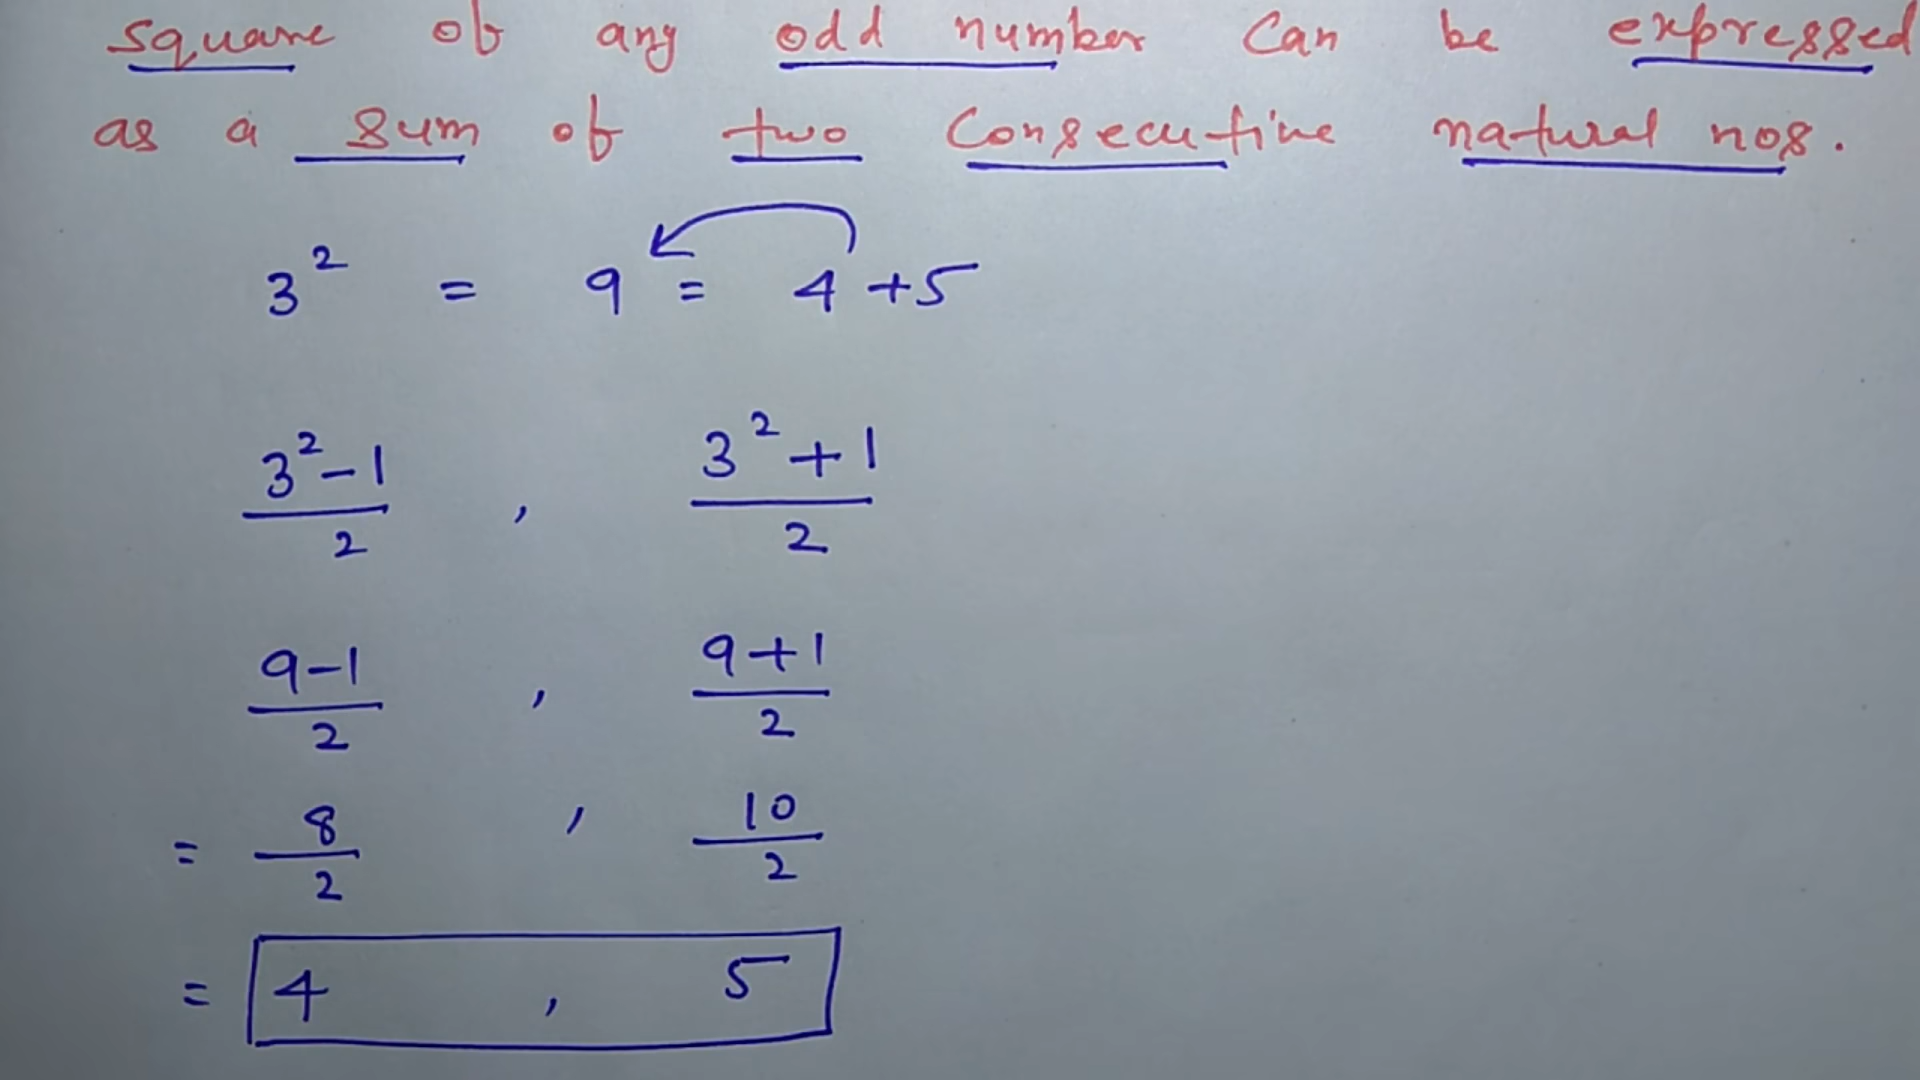 Square of any odd number can be expressed
as a sum of two consecutive natural nos.
3² = 9 = 4 + 5
3² - 1 / 2 , 3² + 1 / 2
9 - 1 / 2 , 9 + 1 / 2
= 8 / 2 , 10 / 2
= 4 , 5